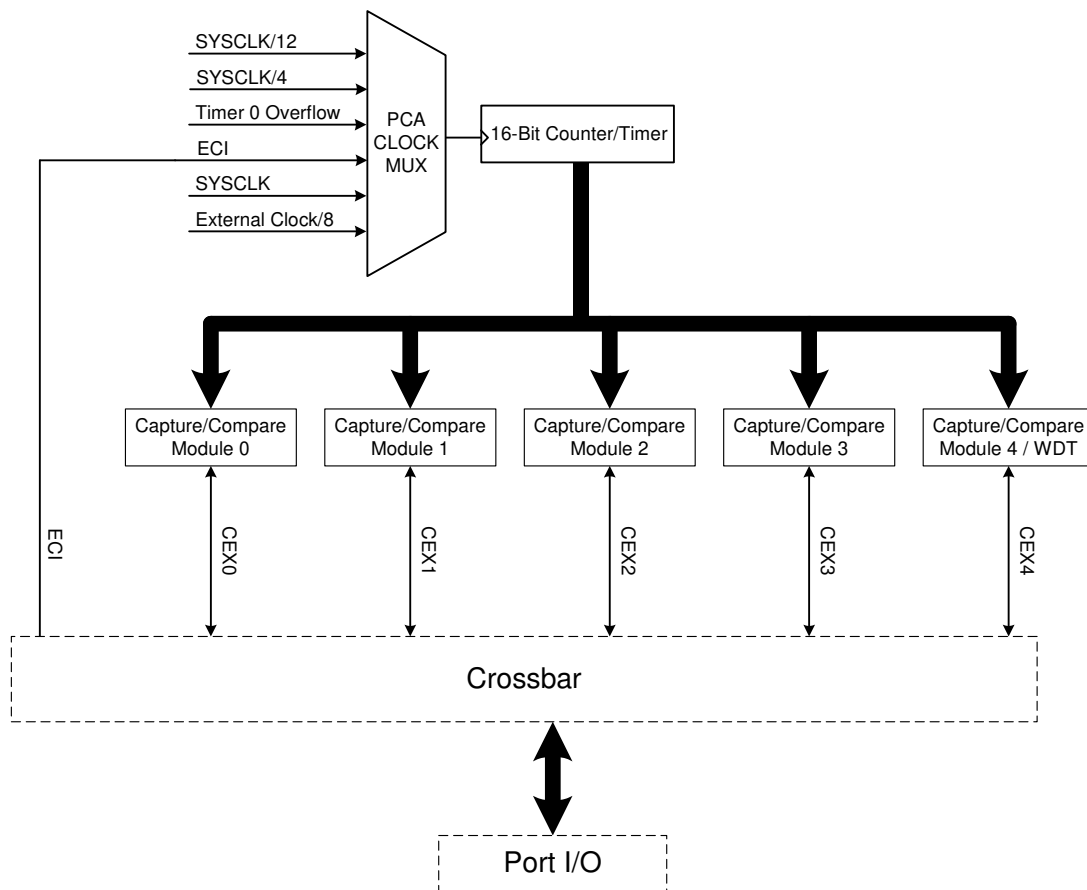 SYSCLK/12
SYSCLK/4
Timer 0 Overflow
ECI
SYSCLK
External Clock/8
PCA
CLOCK
MUX
16-Bit Counter/Timer
Capture/Compare
Module 0
Capture/Compare
Module 1
Capture/Compare
Module 2
Capture/Compare
Module 3
Capture/Compare
Module 4 / WDT
ECI
CEX0
CEX1
CEX2
CEX3
CEX4
Crossbar
Port I/O